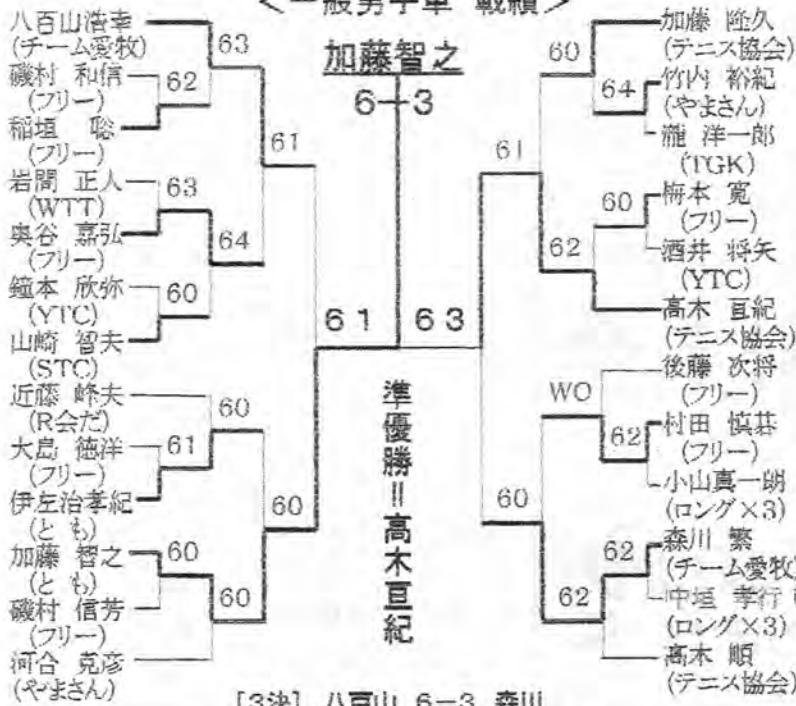 ＜一般男子単 戦績＞
加藤智之
6-3
八百山浩幸
(チーム愛牧)
63
磯村 和信
(フリー)
62
稲垣 聡
(フリー)
61
岩間 正人
(WTT)
63
奥谷 嘉弘
(フリー)
64
鐘本 欣弥
(YTC)
60
山崎 智夫
(STC)
61
近藤 峰夫
(R会だ)
60
大島 徳洋
(フリー)
61
伊左治孝紀
(とも)
60
加藤 智之
(とも)
60
磯村 信芳
(フリー)
60
河合 克彦
(やまさん)
加藤 隆久
(テニス協会)
60
竹内 裕紀
(やまさん)
64
瀧 洋一郎
(TGK)
61
梅本 寛
(フリー)
60
酒井 将矢
(YTC)
62
高木 亘紀
(テニス協会)
63
後藤 次将
(フリー)
WO
村田 慎基
(フリー)
62
小山真一朗
(ロング×3)
60
森川 繁
(チーム愛牧)
62
中垣 孝行
(ロング×3)
62
高木 順
(テニス協会)
準優勝＝高木亘紀
[3決] 八百山 6-3 森川